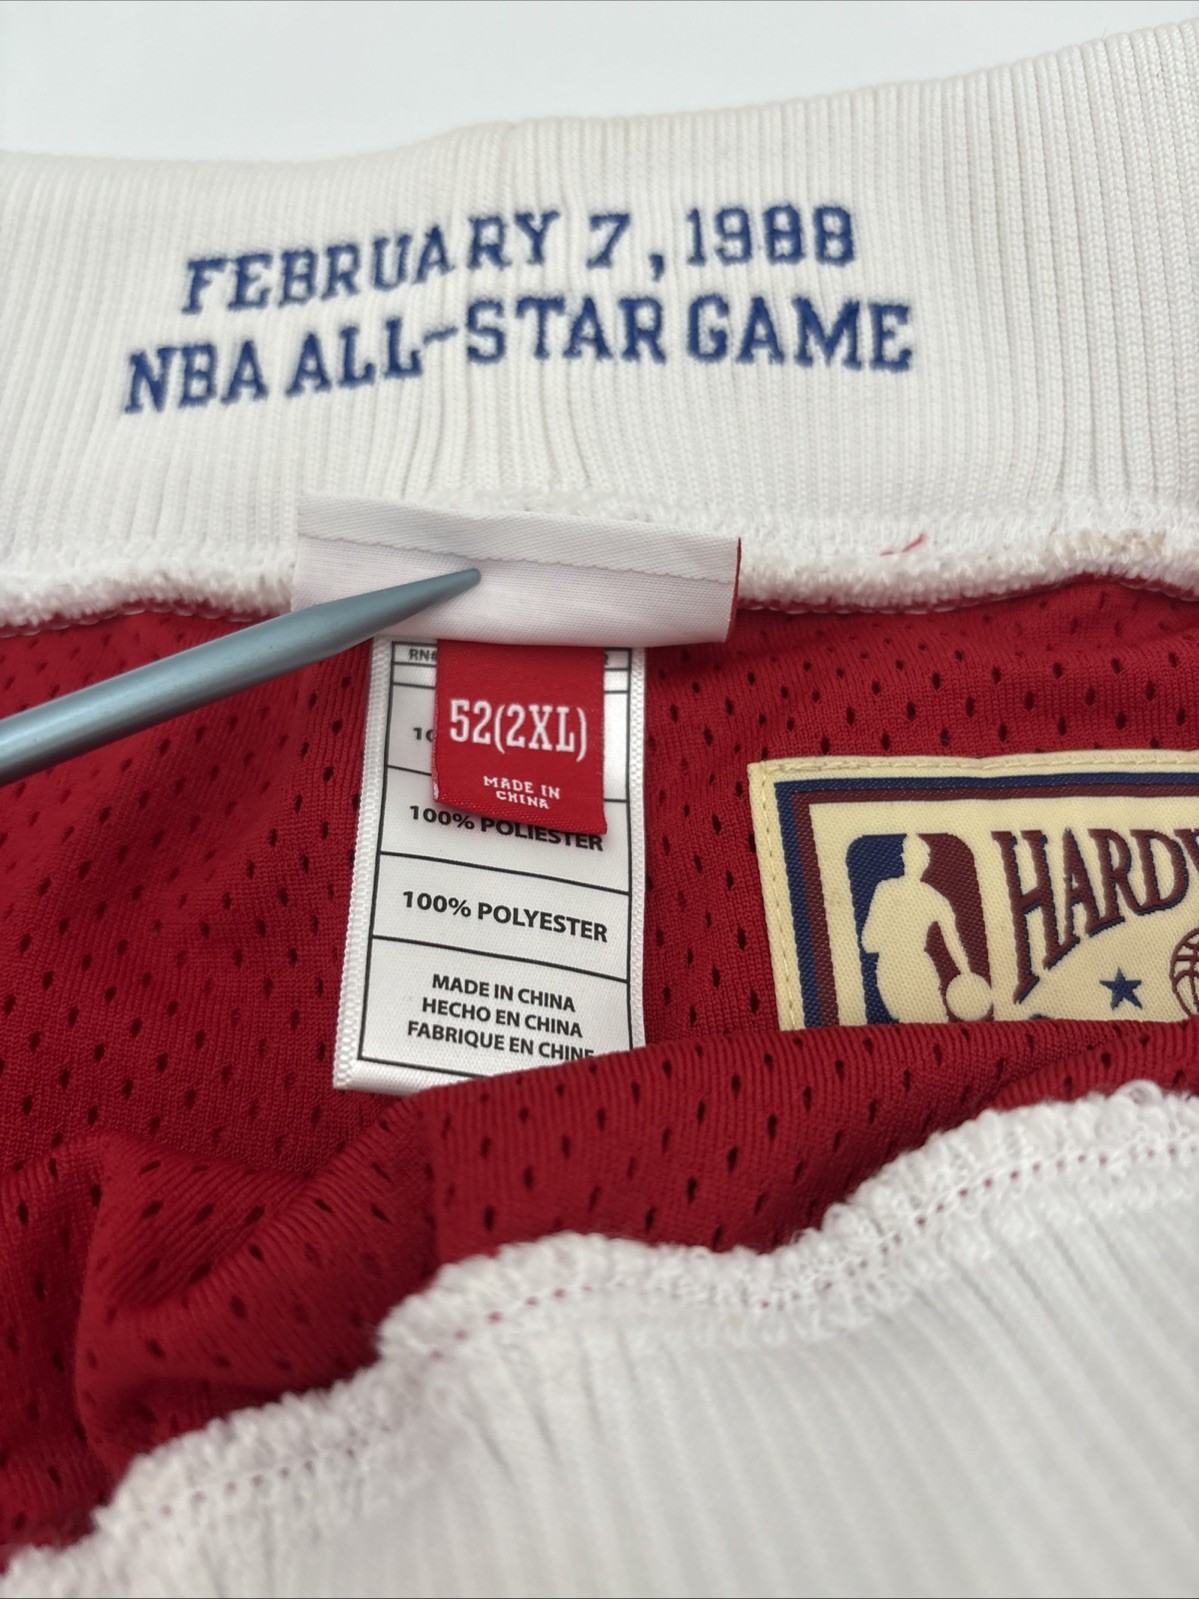 FEBRUARY 7, 1988
NBA ALL-STAR GAME
RN#
52(2XL)
MADE IN
CHINA
100% POLIESTER
100% POLYESTER
MADE IN CHINA
HECHO EN CHINA
FABRIQUE EN CHINE